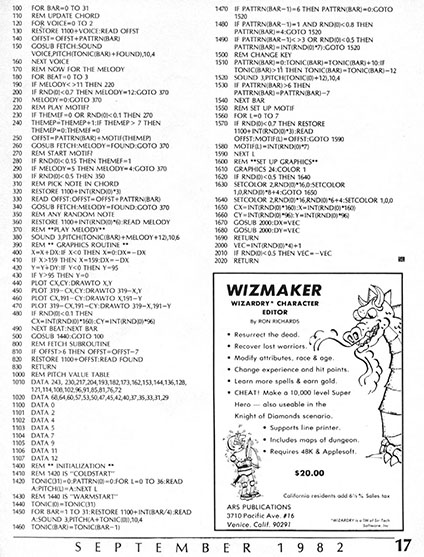 100 FOR BAR=0 TO 31
110 REM UPDATE CHORD
120 FOR VOICE=0 TO 2
130 RESTORE 1100+VOICE:READ OFFSET
140 OFFSET=OFFSET+PATTRN(BAR)
150 GOSUB FETCH:SOUND
VOICE,PITCH(TONIC(BAR)+FOUND),10,4
160 NEXT VOICE
170 REM NOW FOR THE MELODY
180 FOR BEAT=0 TO 3
190 IF MELODY<>11 THEN 220
200 IF RND(0)<0.7 THEN MELODY=12:GOTO 370
210 MELODY=0:GOTO 370
220 REM PLAY MOTIF?
230 IF THEMEF=0 OR RND(0)<0.1 THEN 270
240 THEMEP=THEMEP+1:IF THEMEP > 7 THEN
THEMEP=0:THEMEF=0
250 OFFSET=PATTRN(BAR)+MOTIF(THEMEP)
260 GOSUB FETCH:MELODY=FOUND:GOTO 370
270 REM START MOTIF?
280 IF RND(0)<0.15 THEN THEMEF=1
290 IF MELODY=5 THEN MELODY=4:GOTO 370
300 IF RND(0)<0.5 THEN 350
310 REM PICK NOTE IN CHORD
320 RESTORE 1100+INT(RND(0)*3)
330 READ OFFSET:OFFSET=OFFSET+PATTRN(BAR)
340 GOSUB FETCH:MELODY=FOUND:GOTO 370
350 REM ANY RANDOM NOTE
360 RESTORE 1100+INT(RND(0)*6):READ MELODY
370 REM **PLAY MELODY**
380 SOUND 3,PITCH(TONIC(BAR)+MELODY+12),10,6
390 REM ** GRAPHICS ROUTINE **
400 X=X+DX:IF X<0 THEN X=0:DX=-DX
410 IF X>159 THEN X=159:DX=-DX
420 Y=Y+DY:IF Y<0 THEN Y=95
430 IF Y>95 THEN Y=0
440 PLOT CX,CY:DRAWTO X,Y
450 PLOT 319-CX,CY:DRAWTO 319-X,Y
460 PLOT CX,191-CY:DRAWTO X,191-Y
470 PLOT 319-CX,191-CY:DRAWTO 319-X,191-Y
480 IF RND(0)<0.1 THEN
CX=INT(RND(0)*160):CY=INT(RND(0)*96)
490 NEXT BEAT:NEXT BAR
500 GOSUB 1440:GOTO 100
800 REM FETCH SUBROUTINE
810 IF OFFSET>6 THEN OFFSET=OFFSET-7
820 RESTORE 1100+OFFSET:READ FOUND
830 RETURN
1000 REM PITCH VALUE TABLE
1010 DATA 243, 230,217,204,193,182,173,162,153,144,136,128,
121,114,108,102,96,91,85,81,76,72
1020 DATA 68,64,60,57,53,50,47,45,42,40,37,35,33,31,29
1100 DATA 0
1101 DATA 2
1102 DATA 4
1103 DATA 5
1104 DATA 7
1105 DATA 9
1106 DATA 11
1107 DATA 12
1400 REM ** INITIALIZATION **
1410 REM 1420 IS "COLDSTART"
1420 TONIC(31)=0:PATTRN(0)=0:FOR L=0 TO 36:READ
A:PITCH(L)=A:NEXT L
1430 REM 1440 IS "WARMSTART"
1440 TONIC(0)=TONIC(31)
1450 FOR BAR=1 TO 31:RESTORE 1100+INT(BAR/4):READ
A:SOUND 3,PITCH(A+TONIC(0)),10,4
1460 TONIC(BAR)=TONIC(BAR-1)
1470 IF PATTRN(BAR-1)=6 THEN PATTRN(BAR)=0:GOTO
1520
1480 IF PATTRN(BAR-1)=1 AND RND(0)<0.8 THEN
PATTRN(BAR)=4:GOTO 1520
1490 IF PATTRN(BAR-1)<>3 OR RND(0)<0.5 THEN
PATTRN(BAR)=INT(RND(0)*7):GOTO 1520
1500 REM CHANGE KEY
1510 PATTRN(BAR)=0:TONIC(BAR)=TONIC(BAR)+10:IF
TONIC(BAR)>11 THEN TONIC(BAR)=TONIC(BAR)-12
1520 SOUND 3,PITCH(TONIC(0)+12),10,4
1530 IF PATTRN(BAR)>6 THEN
PATTRN(BAR)=PATTRN(BAR)-7
1540 NEXT BAR
1550 REM SET UP MOTIF
1560 FOR L=0 TO 7
1570 IF RND(0)<0.7 THEN RESTORE
1100+INT(RND(0)*3):READ
OFFSET:MOTIF(L)=OFFSET:GOTO 1590
1580 MOTIF(L)=INT(RND(0)*7)
1590 NEXT L
1600 REM **SET UP GRAPHICS**
1610 GRAPHICS 24:COLOR 1
1620 IF RND(0)<0.5 THEN 1640
1630 SETCOLOR 2,RND(0)*16,0:SETCOLOR
1,0,RND(0)*6+4:GOTO 1650
1640 SETCOLOR 2,RND(0)*16,RND(0)*6+4:SETCOLOR 1,0,0
1650 CX=INT(RND(0)*160):X=INT(RND(0)*160)
1660 CY=INT(RND(0)*96):Y=INT(RND(0)*96)
1670 GOSUB 2000:DX=VEC
1680 GOSUB 2000:DY=VEC
1690 RETURN
2000 VEC=INT(RND(0)*4)+1
2010 IF RND(0)<0.5 THEN VEC=-VEC
2020 RETURN
WIZMAKER
WIZARDRY* CHARACTER
EDITOR
By RON RICHARDS
• Resurrect the dead.
• Recover lost warriors.
• Modify attributes, race & age.
• Change experience and hit points.
• Learn more spells & earn gold.
• CHEAT! Make a 10,000 level Super
Hero — also useable in the
Knight of Diamonds scenario.
• Supports line printer.
• Includes maps of dungeon.
• Requires 48K & Applesoft.
$20.00
California residents add 6½% Sales tax
ARS PUBLICATIONS
3710 Pacific Ave. #16
Venice, Calif. 90291
*WIZARDRY is a TM of Sir Tech
Software, Inc.
SEPTEMBER 1982 17